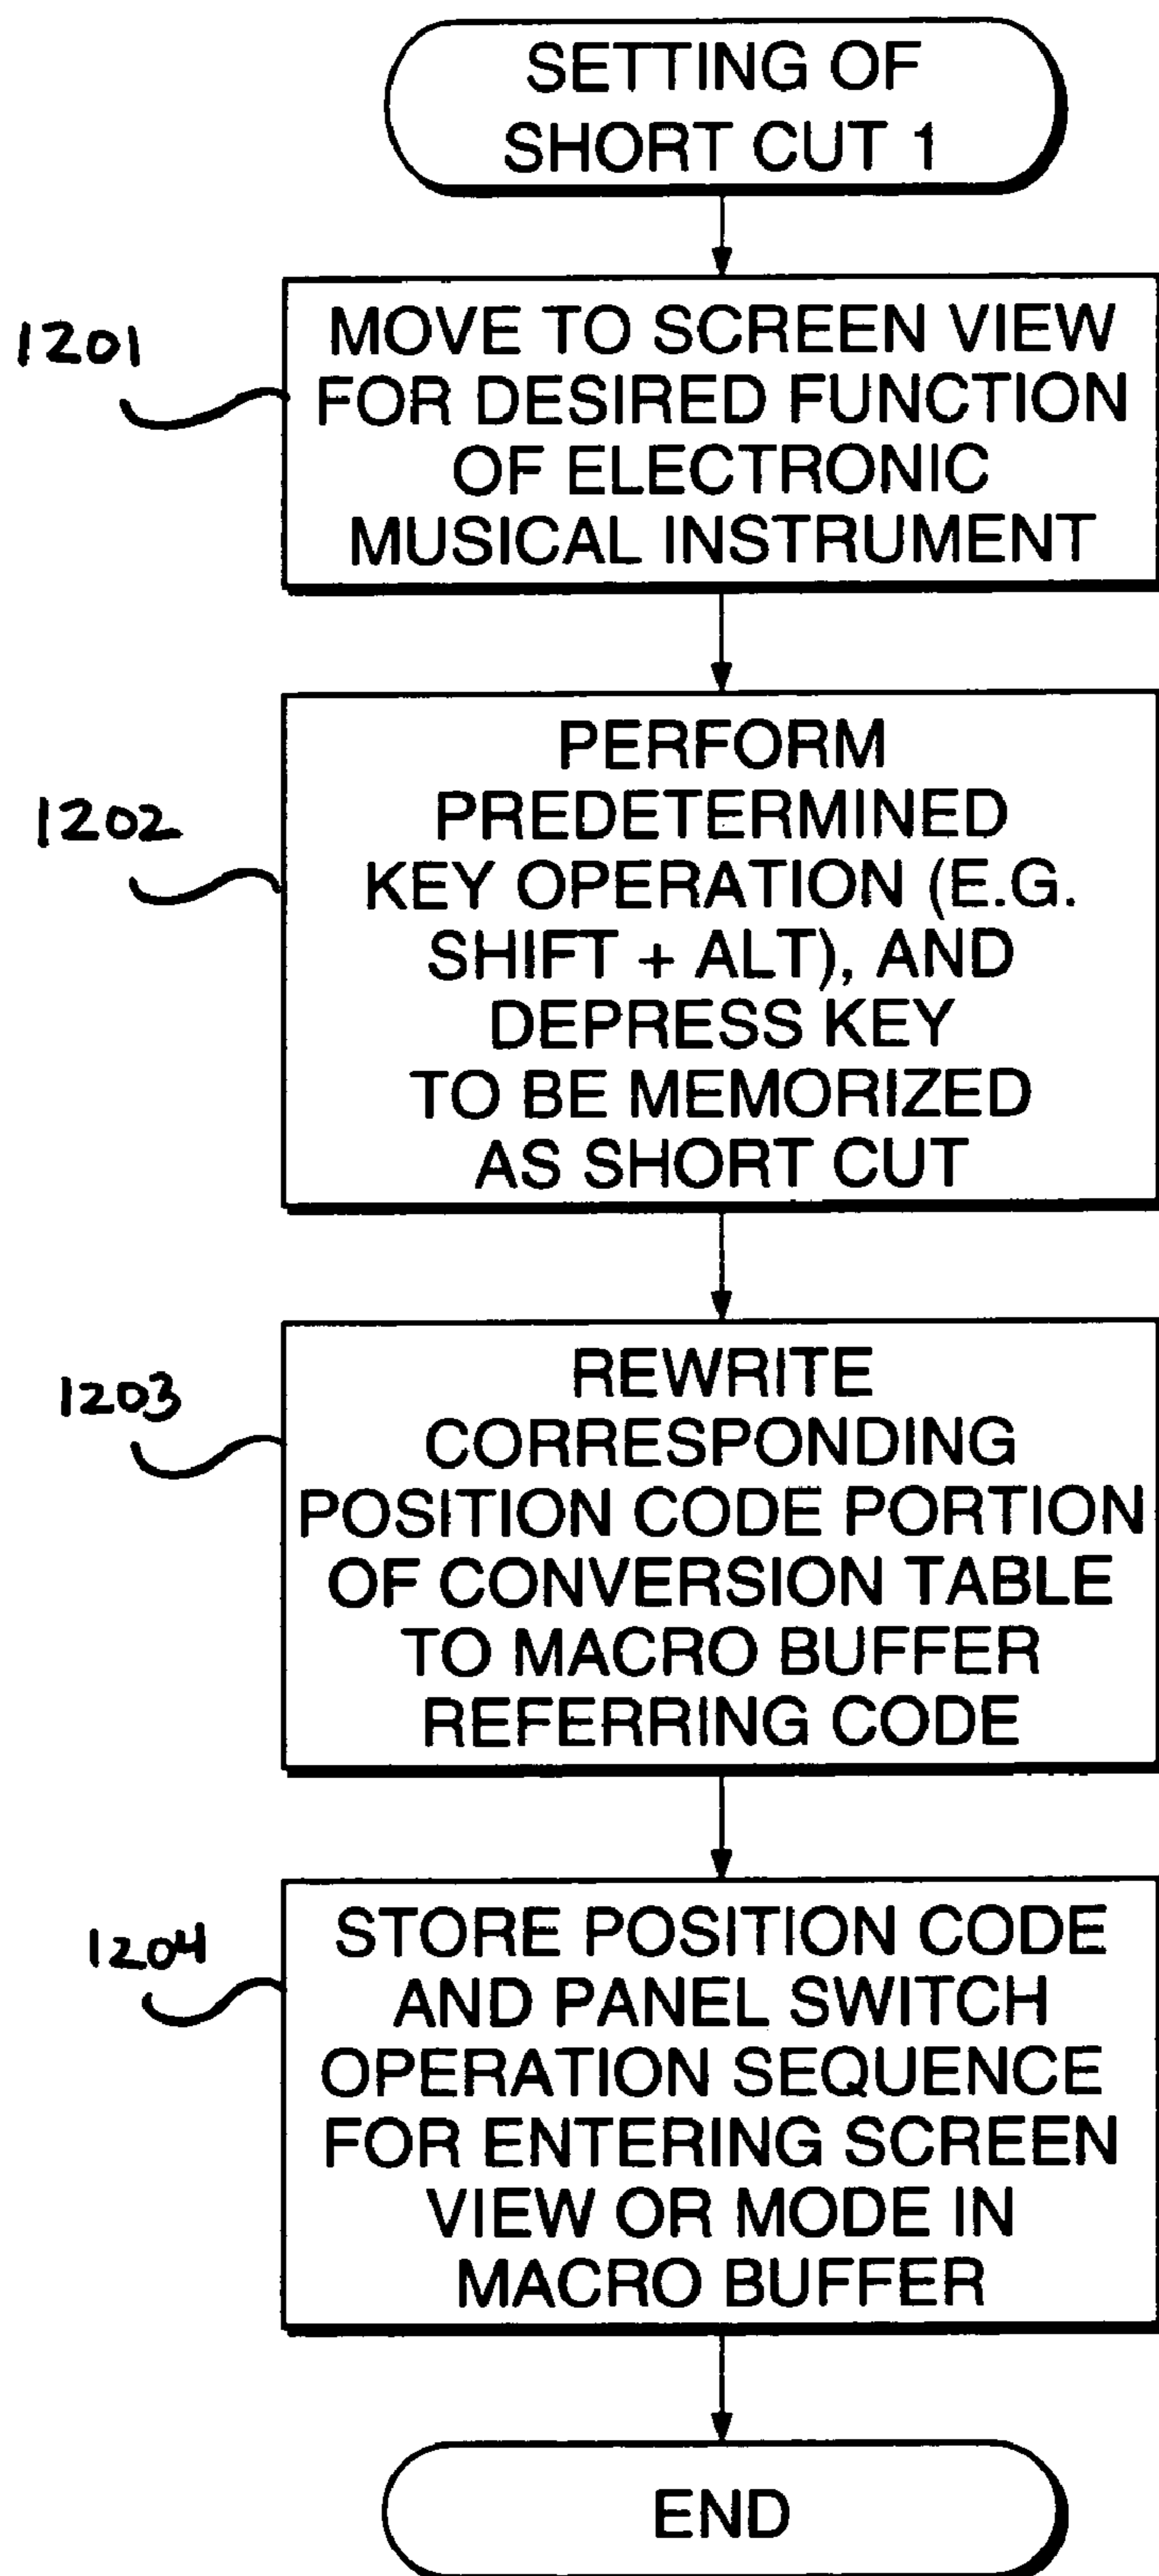 SETTING OF
SHORT CUT 1
1201
MOVE TO SCREEN VIEW
FOR DESIRED FUNCTION
OF ELECTRONIC
MUSICAL INSTRUMENT
1202
PERFORM
PREDETERMINED
KEY OPERATION (E.G.
SHIFT + ALT), AND
DEPRESS KEY
TO BE MEMORIZED
AS SHORT CUT
1203
REWRITE
CORRESPONDING
POSITION CODE PORTION
OF CONVERSION TABLE
TO MACRO BUFFER
REFERRING CODE
1204
STORE POSITION CODE
AND PANEL SWITCH
OPERATION SEQUENCE
FOR ENTERING SCREEN
VIEW OR MODE IN
MACRO BUFFER
END